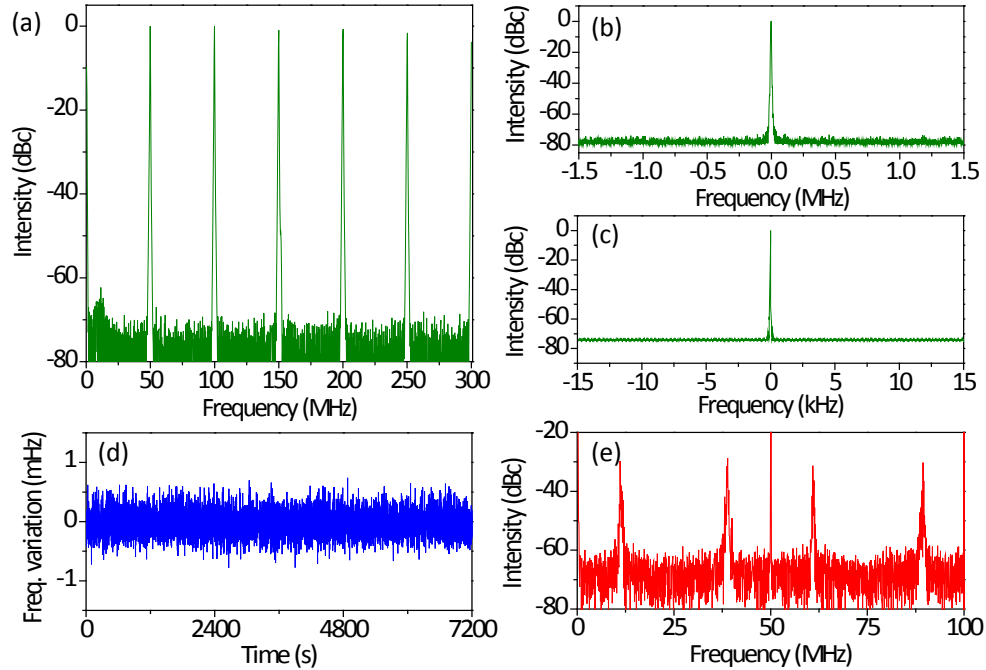 (a)
Intensity (dBc)
0
-20
-40
-60
-80
0 50 100 150 200 250 300
Frequency (MHz)
(b)
Intensity (dBc)
0
-20
-40
-60
-80
-1.5 -1.0 -0.5 0.0 0.5 1.0 1.5
Frequency (MHz)
(c)
Intensity (dBc)
0
-20
-40
-60
-80
-15 -10 -5 0 5 10 15
Frequency (kHz)
(d)
Freq. variation (mHz)
1
0
-1
0 2400 4800 7200
Time (s)
(e)
Intensity (dBc)
-20
-40
-60
-80
0 25 50 75 100
Frequency (MHz)